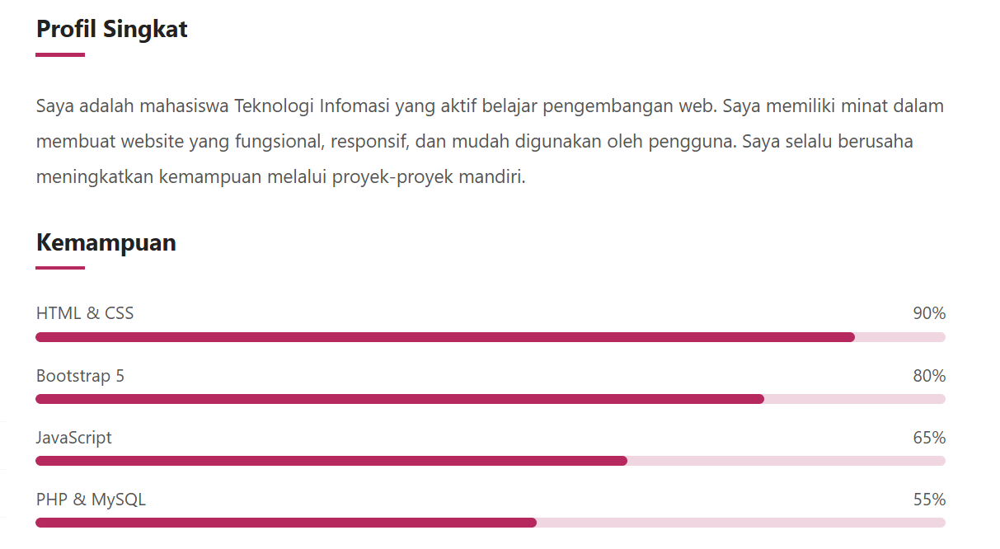 Profil Singkat
Saya adalah mahasiswa Teknologi Infomasi yang aktif belajar pengembangan web. Saya memiliki minat dalam
membuat website yang fungsional, responsif, dan mudah digunakan oleh pengguna. Saya selalu berusaha
meningkatkan kemampuan melalui proyek-proyek mandiri.
Kemampuan
HTML & CSS 90%
Bootstrap 5 80%
JavaScript 65%
PHP & MySQL 55%